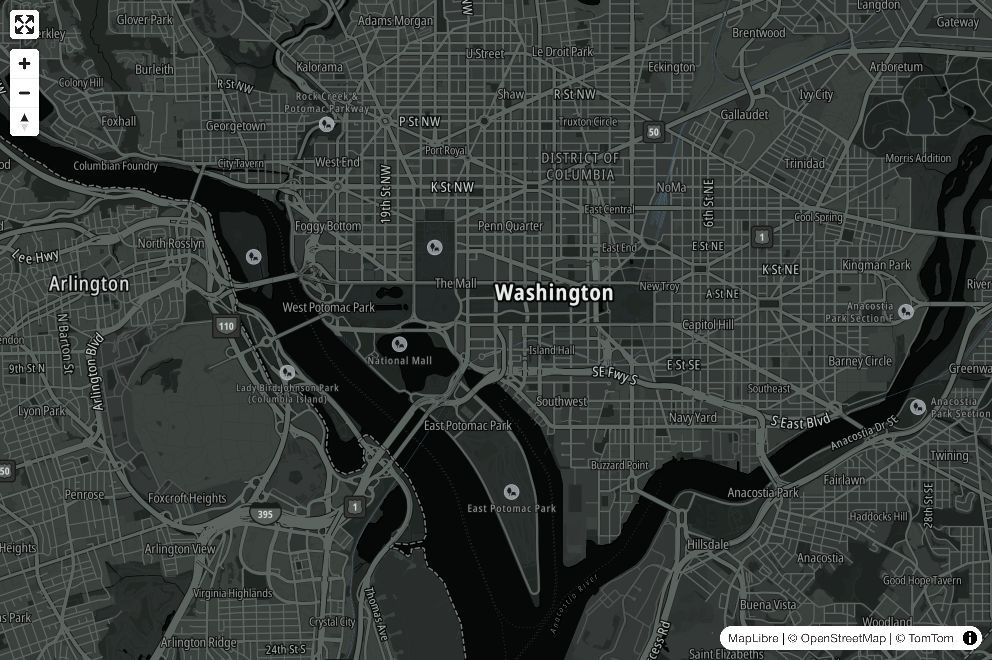 Glover Park
Adams Morgan
NW
Langdon
Gateway
rkley
Brentwood
U Street
Le Droit Park
Burleith
Kalorama
Eckington
Arboretum
Colony Hill
R St NW
Rock Creek &
Potomac Parkway
Shaw
R St NW
Ivy City
Foxhall
Georgetown
P St NW
Truxton Circle
Gallaudet
50
Port Royal
Columbian Foundry
City Tavern
West End
DISTRICT OF
COLUMBIA
Trinidad
Morris Addition
19th St NW
K St NW
NoMa
6th St NE
East Central
Cool Spring
North Rosslyn
Foggy Bottom
Penn Quarter
East End
E St NE
1
Lee Hwy
K St NE
Kingman Park
Arlington
The Mall
Washington
New Troy
A St NE
River
West Potomac Park
Anacostia
Park Section F
110
Capitol Hill
N Barton St
Arlington Blvd
endon
9th St N
National Mall
Island Hall
E St SE
Barney Circle
Greenwa
SE Fwy S
Lady Bird Johnson Park
(Columbia Island)
Southeast
Lyon Park
Southwest
Anacostia
Park Section
East Potomac Park
Navy Yard
S East Blvd
Anacostia Dr SE
Twining
50
Buzzard Point
Penrose
Foxcroft Heights
Anacostia Park
Fairlawn
28th St SE
1
395
East Potomac Park
Haddocks Hill
Heights
Arlington View
Hillsdale
Anacostia
Virginia Highlands
Good Hope Tavern
Anacostia River
Thomas Ave
Buena Vista
ns Park
Crystal City
Woodland
Arlington Ridge
24th St S
cess Rd
Saint Elizabeths
MapLibre | © OpenStreetMap | © TomTom